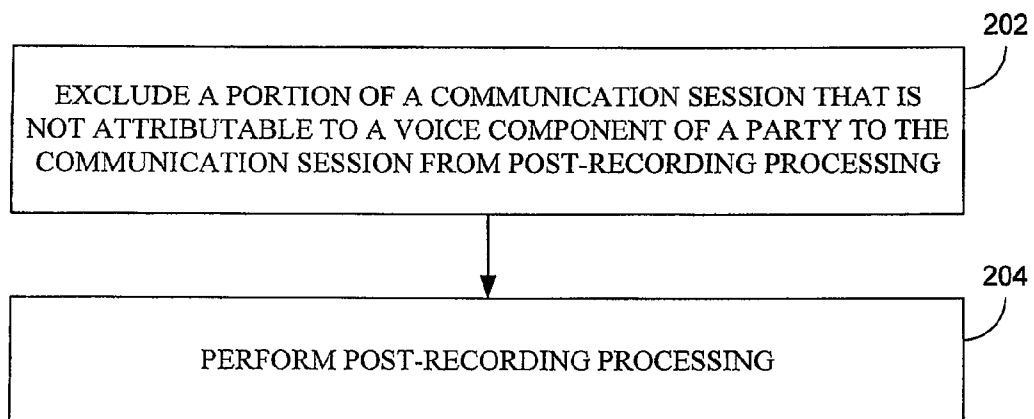 202
EXCLUDE A PORTION OF A COMMUNICATION SESSION THAT IS
NOT ATTRIBUTABLE TO A VOICE COMPONENT OF A PARTY TO THE
COMMUNICATION SESSION FROM POST-RECORDING PROCESSING
204
PERFORM POST-RECORDING PROCESSING